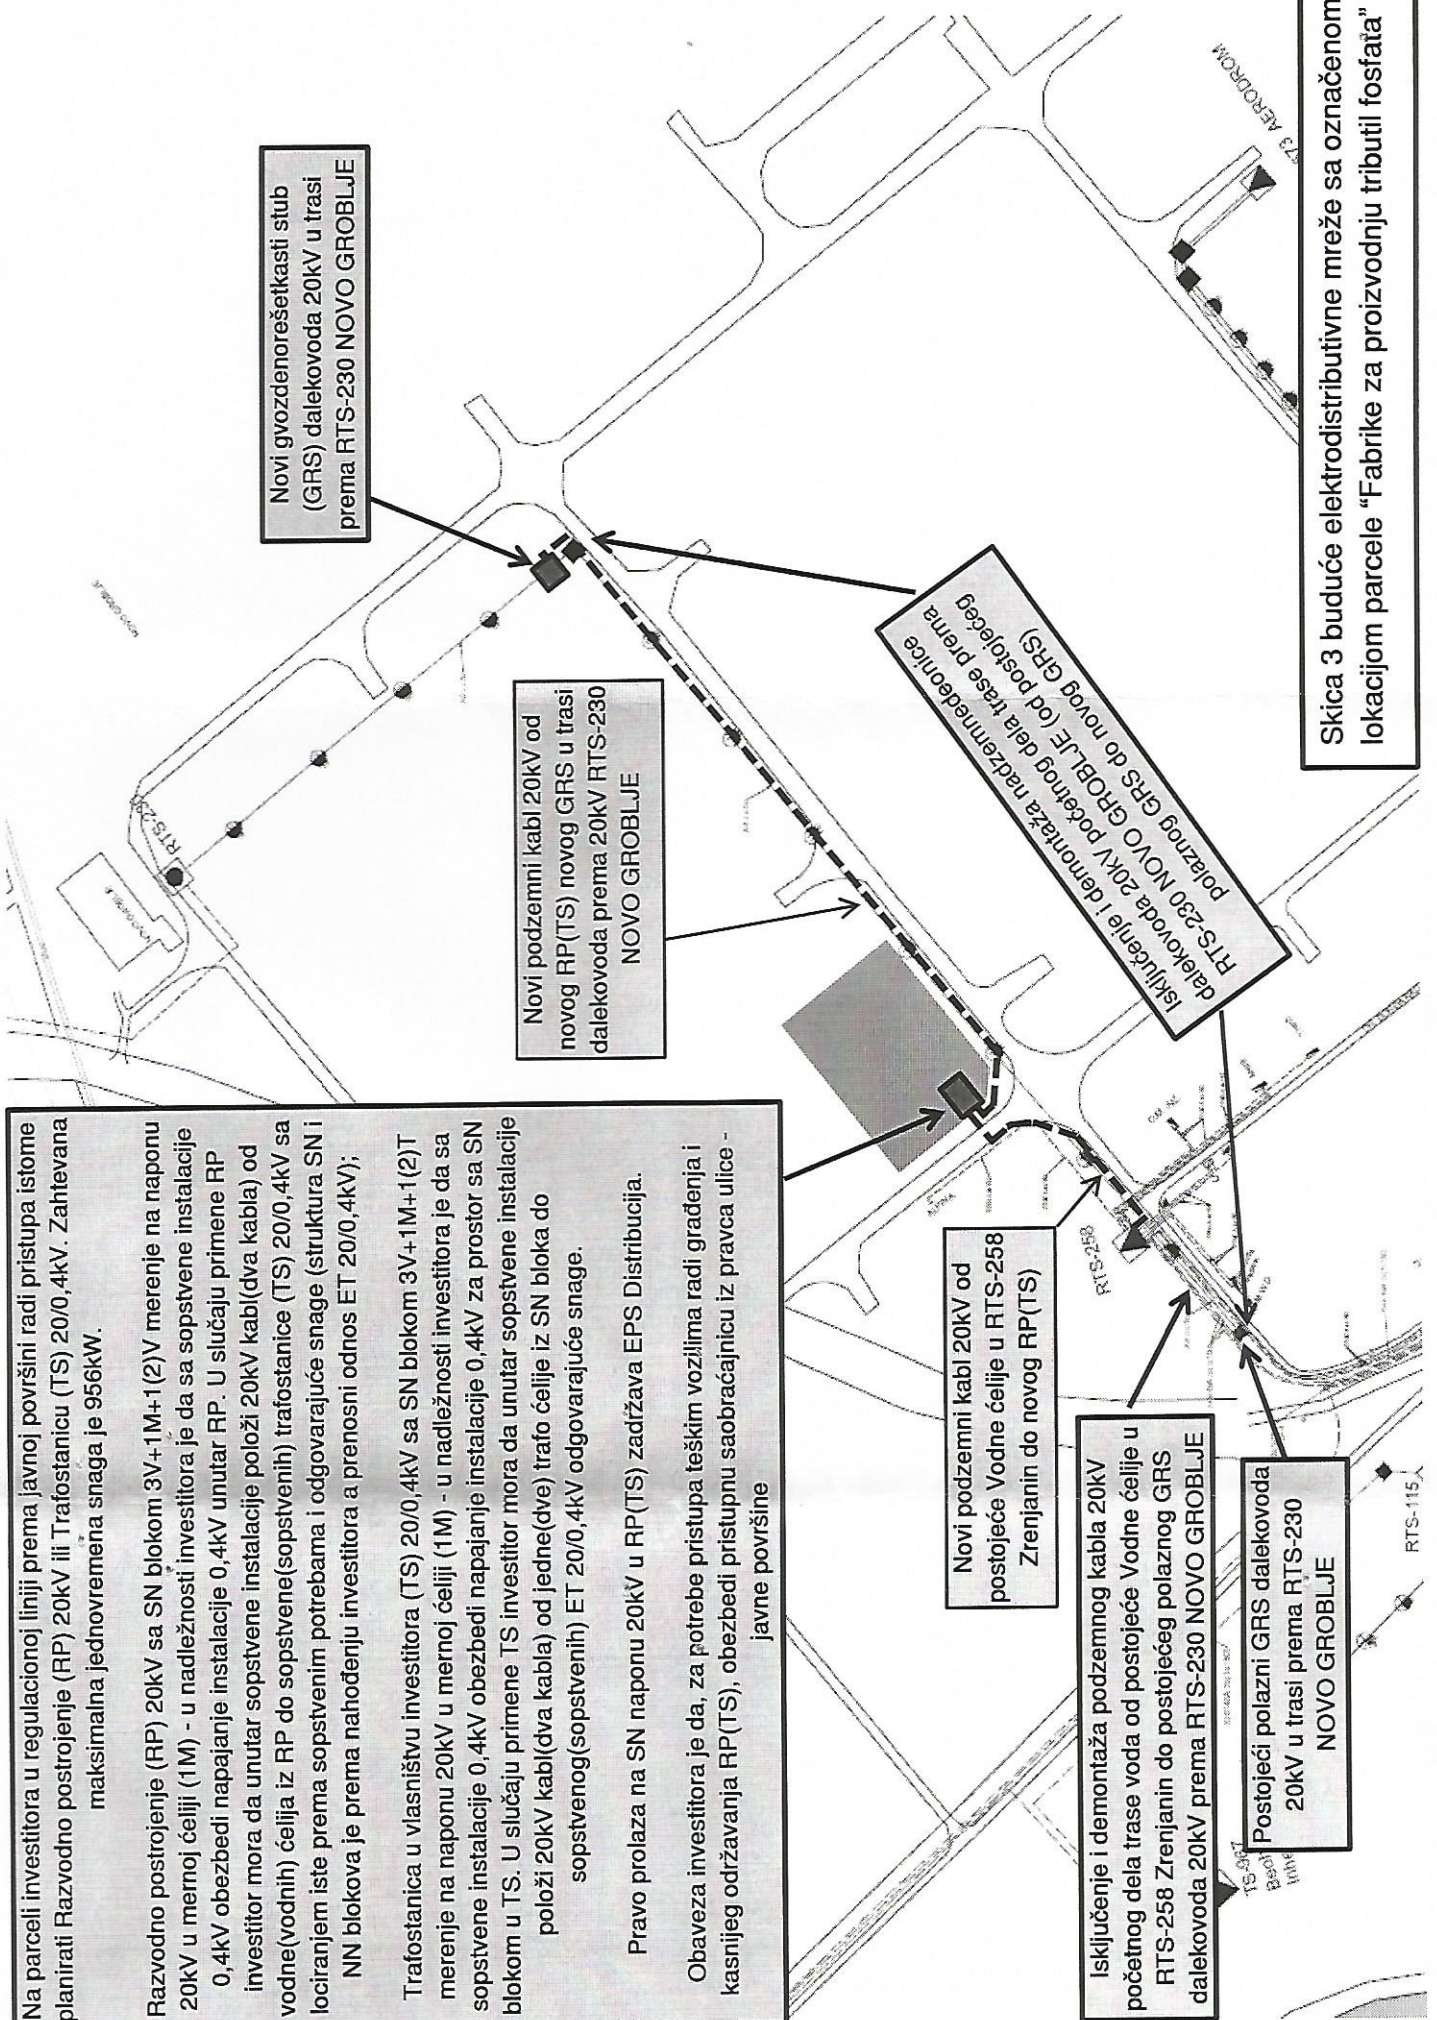 Na parceli investitora u regulacionoj liniji prema javnoj površini radi pristupa istome
planirati Razvodno postrojenje (RP) 20kV ili Trafostanicu (TS) 20/0,4kV. Zahtevana
maksimalna jednovremena snaga je 956kW.
Razvodno postrojenje (RP) 20kV sa SN blokom 3V+1M+1(2)V merenje na naponu
20kV u mernoj ćeliji (1M) - u nadležnosti investitora je da sa sopstvene instalacije
0,4kV obezbedi napajanje instalacije 0,4kV unutar RP. U slučaju primene RP
investitor mora da unutar sopstvene instalacije položi 20kV kabl(dva kabla) od
vodne(vodnih) ćelija iz RP do sopstvene(sopstvenih) trafostanice (TS) 20/0,4kV sa
lociranjem iste prema sopstvenim potrebama i odgovarajuće snage (struktura SN i
NN blokova je prema nahođenju investitora a prenosni odnos ET 20/0,4kV);
Trafostanica u vlasništvu investitora (TS) 20/0,4kV sa SN blokom 3V+1M+1(2)T
merenje na naponu 20kV u mernoj ćeliji (1M) - u nadležnosti investitora je da sa
sopstvene instalacije 0,4kV obezbedi napajanje instalacije 0,4kV za prostor sa SN
blokom u TS. U slučaju primene TS investitor mora da unutar sopstvene instalacije
položi 20kV kabl(dva kabla) od jedne(dve) trafo ćelije iz SN bloka do
sopstvenog(sopstvenih) ET 20/0,4kV odgovarajuće snage.
Pravo prolaza na SN naponu 20kV u RP(TS) zadržava EPS Distribucija.
Obaveza investitora je da, za potrebe pristupa teškim vozilima radi građenja i
kasnijeg održavanja RP(TS), obezbedi pristupnu saobraćajnicu iz pravca ulice -
javne površine
Novi gvozdenorešetkasti stub
(GRS) dalekovoda 20kV u trasi
prema RTS-230 NOVO GROBLJE
Novi podzemni kabl 20kV od
novog RP(TS) novog GRS u trasi
dalekovoda prema 20kV RTS-230
NOVO GROBLJE
Isključenje i demontaža nadzemnedeonice
dalekovoda 20kV početnog dela trase prema
RTS-230 NOVO GROBLJE (od postojećeg
polaznog GRS do novog GRS)
Novi podzemni kabl 20kV od
postojeće Vodne ćelije u RTS-258
Zrenjanin do novog RP(TS)
Isključenje i demontaža podzemnog kabla 20kV
početnog dela trase voda od postojeće Vodne ćelije u
RTS-258 Zrenjanin do postojećeg polaznog GRS
dalekovoda 20kV prema RTS-230 NOVO GROBLJE
Postojeći polazni GRS dalekovoda
20kV u trasi prema RTS-230
NOVO GROBLJE
RTS-258
RTS-115
673 AERODROM
Skica 3 buduće elektrodistributivne mreže sa označenom
lokacijom parcele "Fabrike za proizvodnju tributil fosfata"